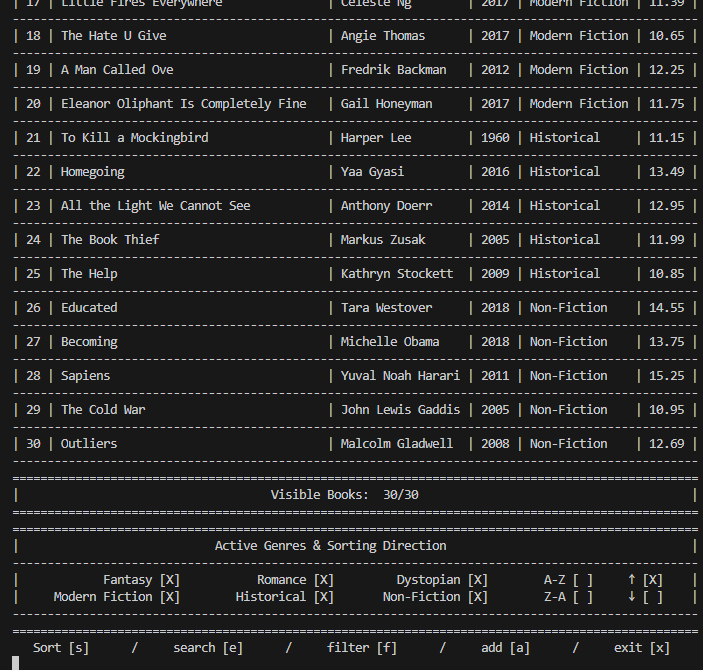 | 17 | Little Fires Everywhere | Celeste Ng | 2017 | Modern Fiction | 11.39 |
| 18 | The Hate U Give | Angie Thomas | 2017 | Modern Fiction | 10.65 |
| 19 | A Man Called Ove | Fredrik Backman | 2012 | Modern Fiction | 12.25 |
| 20 | Eleanor Oliphant Is Completely Fine | Gail Honeyman | 2017 | Modern Fiction | 11.75 |
| 21 | To Kill a Mockingbird | Harper Lee | 1960 | Historical | 11.15 |
| 22 | Homegoing | Yaa Gyasi | 2016 | Historical | 13.49 |
| 23 | All the Light We Cannot See | Anthony Doerr | 2014 | Historical | 12.95 |
| 24 | The Book Thief | Markus Zusak | 2005 | Historical | 11.99 |
| 25 | The Help | Kathryn Stockett | 2009 | Historical | 10.85 |
| 26 | Educated | Tara Westover | 2018 | Non-Fiction | 14.55 |
| 27 | Becoming | Michelle Obama | 2018 | Non-Fiction | 13.75 |
| 28 | Sapiens | Yuval Noah Harari | 2011 | Non-Fiction | 15.25 |
| 29 | The Cold War | John Lewis Gaddis | 2005 | Non-Fiction | 10.95 |
| 30 | Outliers | Malcolm Gladwell | 2008 | Non-Fiction | 12.69 |
| Visible Books: 30/30 |
| Active Genres & Sorting Direction |
| Fantasy [X] Romance [X] Dystopian [X] A-Z [ ] ↑ [X] |
| Modern Fiction [X] Historical [X] Non-Fiction [X] Z-A [ ] ↓ [ ] |
Sort [s] / search [e] / filter [f] / add [a] / exit [x]